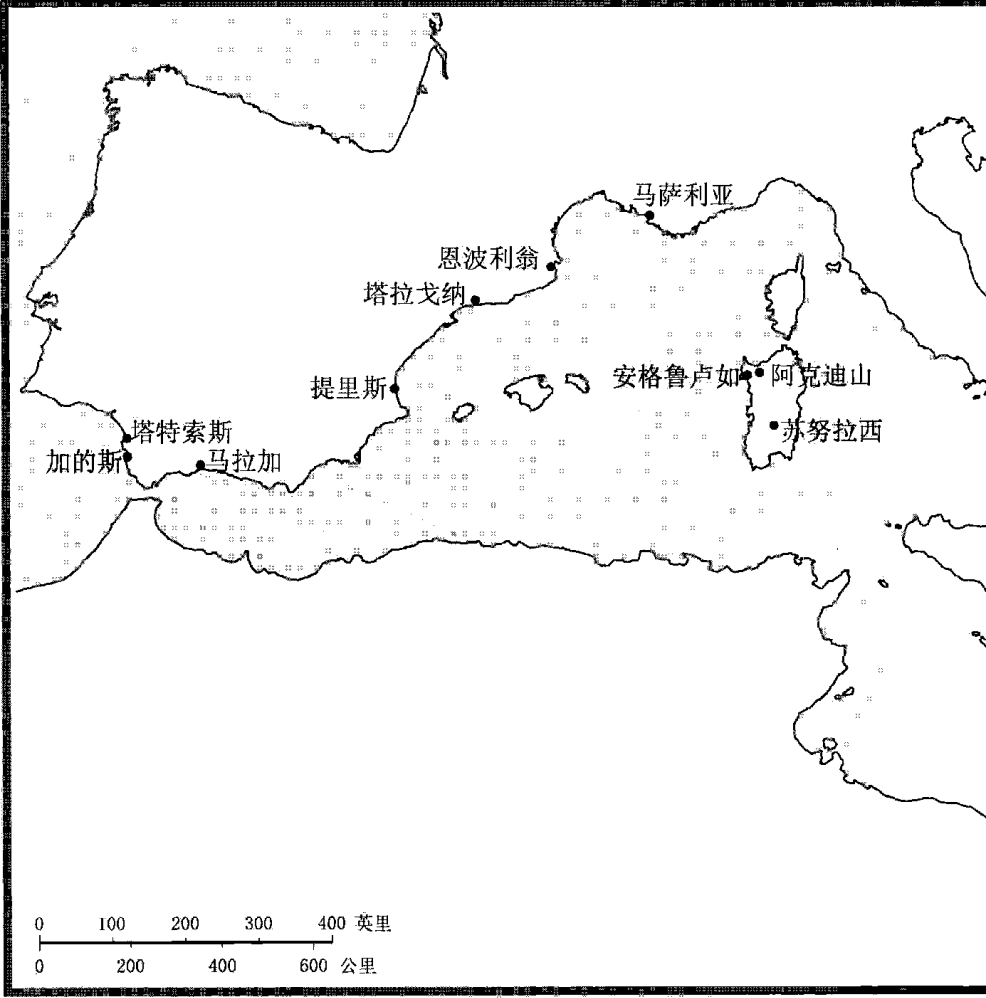 马萨利亚
恩波利翁
塔拉戈纳
提里斯
安格鲁卢如
阿克迪山
塔特索斯
苏努拉西
加的斯
马拉加
0 100 200 300 400 英里
0 200 400 600 公里